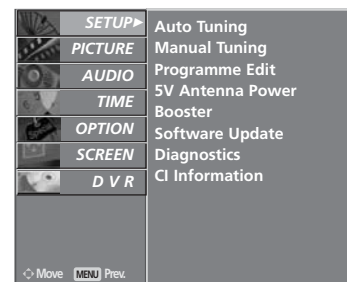 SETUP
PICTURE
AUDIO
TIME
OPTION
SCREEN
D V R
Auto Tuning
Manual Tuning
Programme Edit
5V Antenna Power
Booster
Software Update
Diagnostics
CI Information
Move MENU Prev.